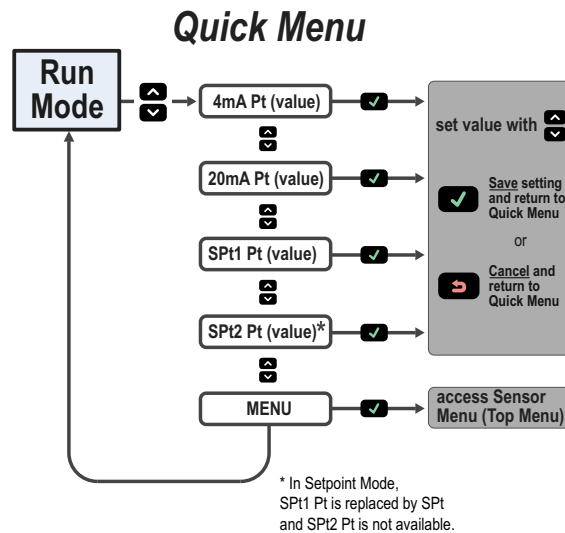 Quick Menu
Run
Mode
4mA Pt (value)
20mA Pt (value)
SPt1 Pt (value)
SPt2 Pt (value)*
MENU
set value with
Save setting
and return to
Quick Menu
or
Cancel and
return to
Quick Menu
access Sensor
Menu (Top Menu)
* In Setpoint Mode,
SPt1 Pt is replaced by SPt
and SPt2 Pt is not available.